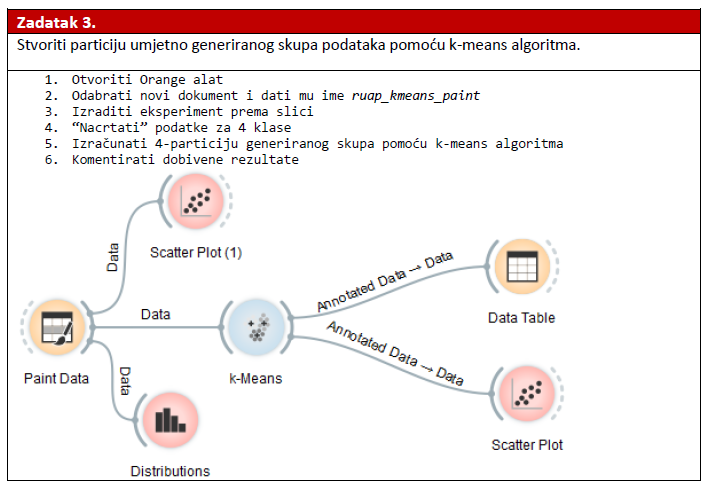 Zadatak 3.
Stvoriti particiju umjetno generiranog skupa podataka pomoću k-means algoritma.
1. Otvoriti Orange alat
2. Odabrati novi dokument i dati mu ime ruap_kmeans_paint
3. Izraditi eksperiment prema slici
4. “Nacrtati” podatke za 4 klase
5. Izračunati 4-particiju generiranog skupa pomoću k-means algoritma
6. Komentirati dobivene rezultate
Scatter Plot (1)
Data
Annotated Data → Data
Data Table
Data
Paint Data
k-Means
Annotated Data → Data
Data
Scatter Plot
Distributions